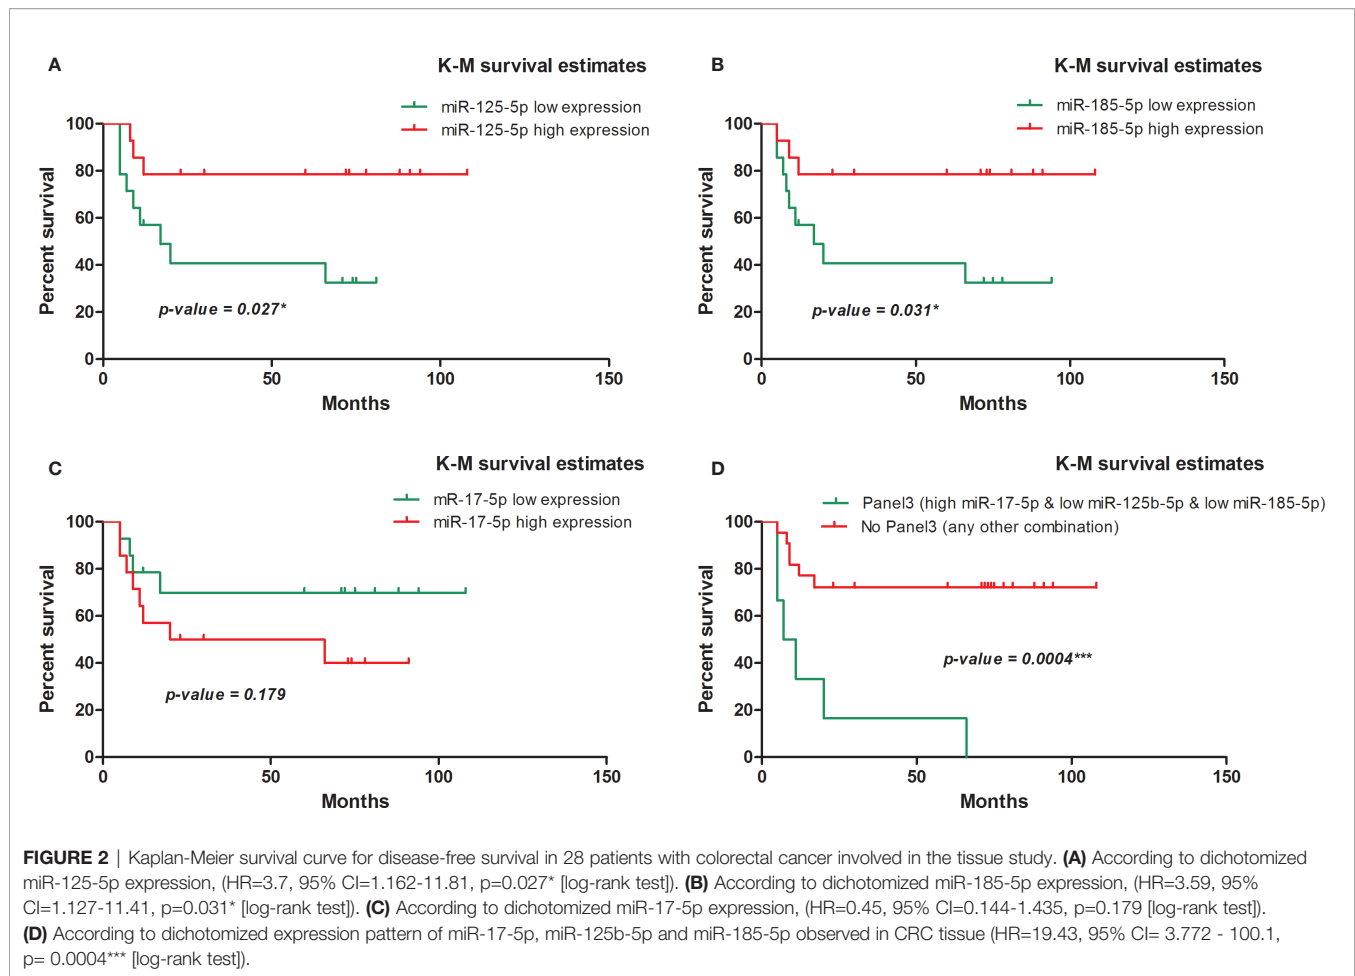 A
K-M survival estimates
miR-125-5p low expression
miR-125-5p high expression
100
80
60
40
20
0
Percent survival
p-value = 0.027*
0 50 100 150
Months
B
K-M survival estimates
miR-185-5p low expression
miR-185-5p high expression
100
80
60
40
20
0
Percent survival
p-value = 0.031*
0 50 100 150
Months
C
K-M survival estimates
mR-17-5p low expression
miR-17-5p high expression
100
80
60
40
20
0
Percent survival
p-value = 0.179
0 50 100 150
Months
D
K-M survival estimates
Panel3 (high miR-17-5p & low miR-125b-5p & low miR-185-5p)
No Panel3 (any other combination)
100
80
60
40
20
0
Percent survival
p-value = 0.0004***
0 50 100 150
Months
FIGURE 2 | Kaplan-Meier survival curve for disease-free survival in 28 patients with colorectal cancer involved in the tissue study. (A) According to dichotomized
miR-125-5p expression, (HR=3.7, 95% CI=1.162-11.81, p=0.027* [log-rank test]). (B) According to dichotomized miR-185-5p expression, (HR=3.59, 95%
CI=1.127-11.41, p=0.031* [log-rank test]). (C) According to dichotomized miR-17-5p expression, (HR=0.45, 95% CI=0.144-1.435, p=0.179 [log-rank test]).
(D) According to dichotomized expression pattern of miR-17-5p, miR-125b-5p and miR-185-5p observed in CRC tissue (HR=19.43, 95% CI= 3.772 - 100.1,
p= 0.0004*** [log-rank test]).